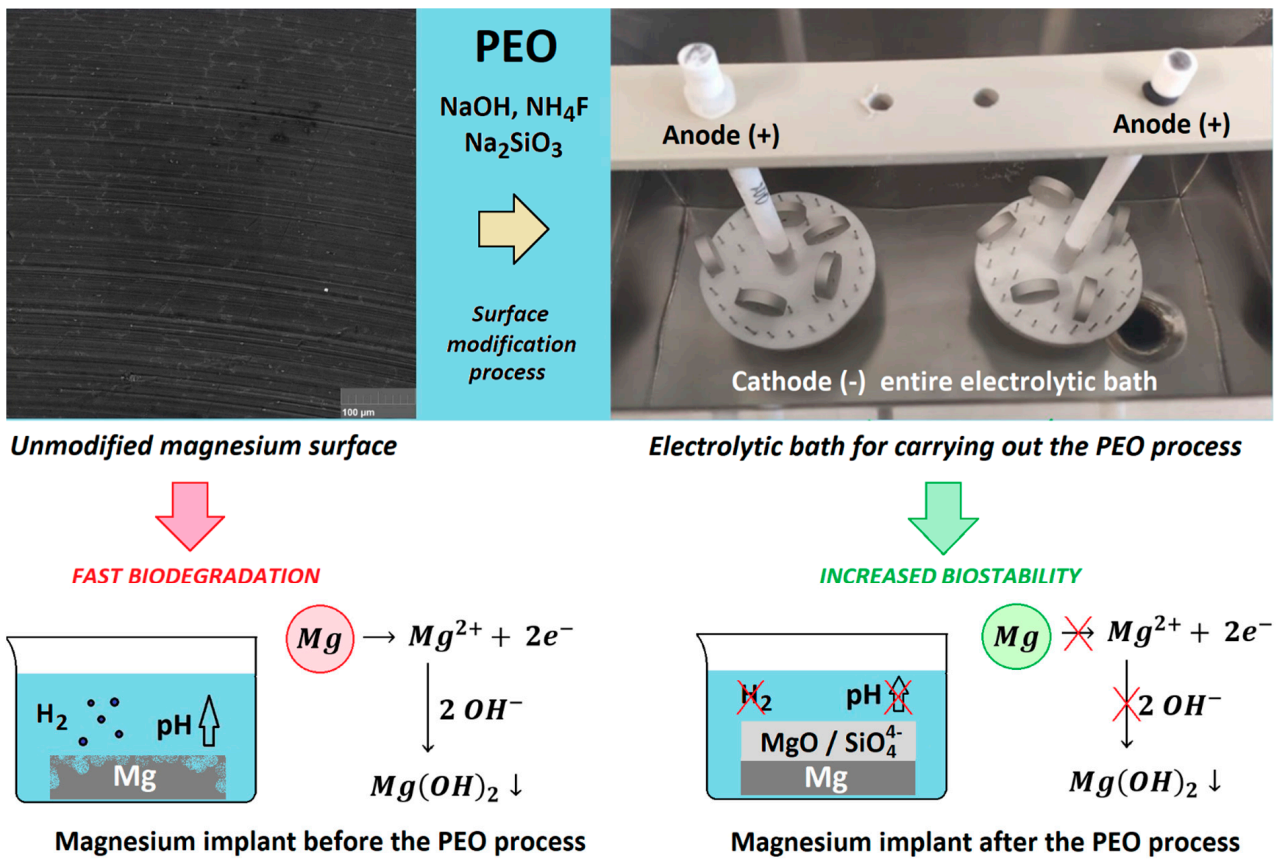 PEO
NaOH, NH₄F
Na₂SiO₃
Surface
modification
process
100 µm
Anode (+)
Anode (+)
Cathode (-) entire electrolytic bath
Unmodified magnesium surface
Electrolytic bath for carrying out the PEO process
FAST BIODEGRADATION
Mg → Mg²⁺ + 2e⁻
2 OH⁻
Mg(OH)₂ ↓
H₂
pH
Mg
Magnesium implant before the PEO process
INCREASED BIOSTABILITY
Mg → Mg²⁺ + 2e⁻
2 OH⁻
Mg(OH)₂ ↓
H₂
pH
MgO / SiO₄⁴⁻
Mg
Magnesium implant after the PEO process